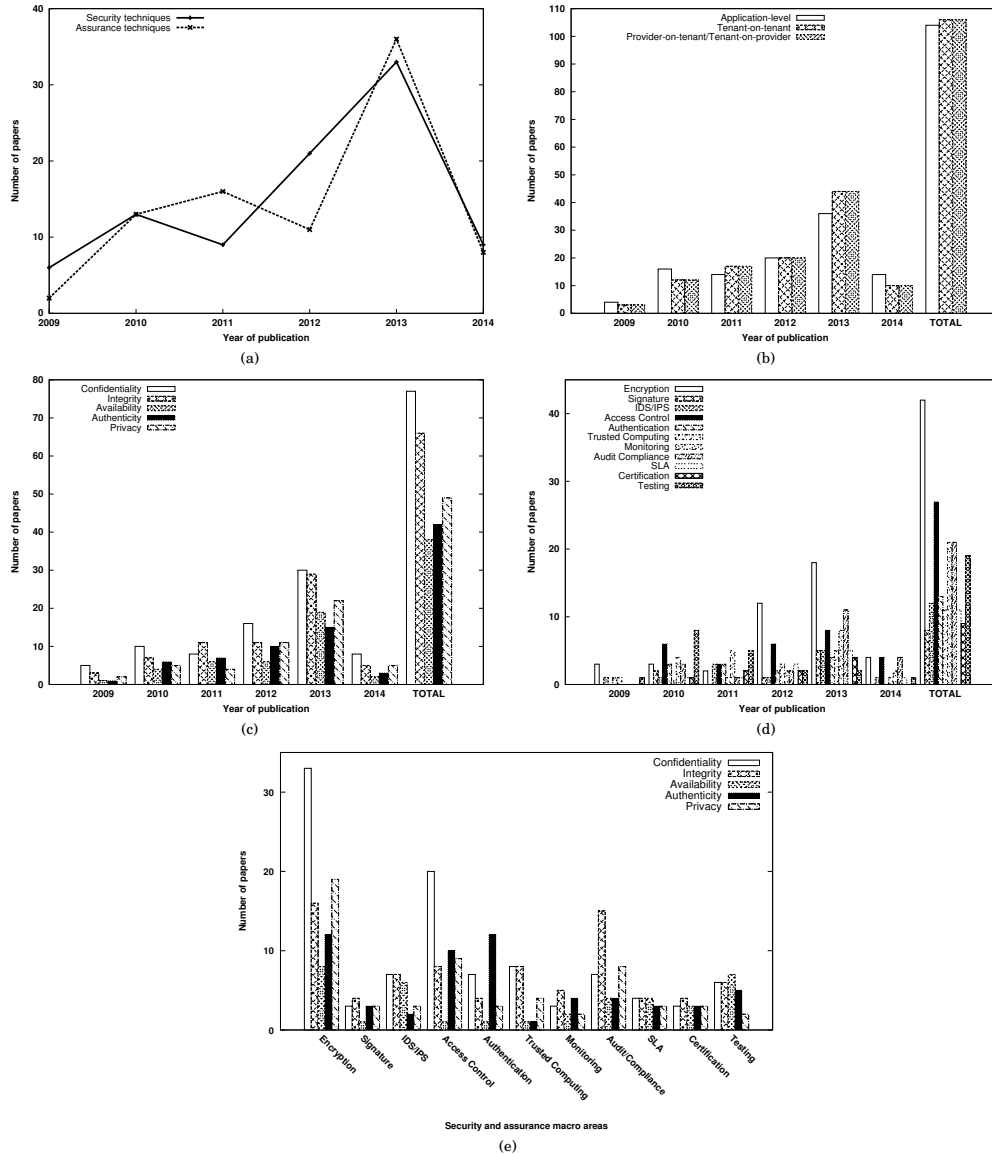 Security techniques
Assurance techniques
40
30
20
10
0
Number of papers
2009 2010 2011 2012 2013 2014
Year of publication
(a)
Application-level
Tenant-on-tenant
Provider-on-tenant/Tenant-on-provider
110
100
90
80
70
60
50
40
30
20
10
0
Number of papers
2009 2010 2011 2012 2013 2014 TOTAL
Year of publication
(b)
Confidentiality
Integrity
Availability
Authenticity
Privacy
80
70
60
50
40
30
20
10
0
Number of papers
2009 2010 2011 2012 2013 2014 TOTAL
Year of publication
(c)
Encryption
Signature
IDS/IPS
Access Control
Authentication
Trusted Computing
Monitoring
Audit Compliance
SLA
Certification
Testing
40
30
20
10
0
Number of papers
2009 2010 2011 2012 2013 2014 TOTAL
Year of publication
(d)
Confidentiality
Integrity
Availability
Authenticity
Privacy
30
20
10
0
Number of papers
Encryption
Signature
IDS/IPS
Access Control
Authentication
Trusted Computing
Monitoring
Audit/Compliance
SLA
Certification
Testing
Security and assurance macro areas
(e)